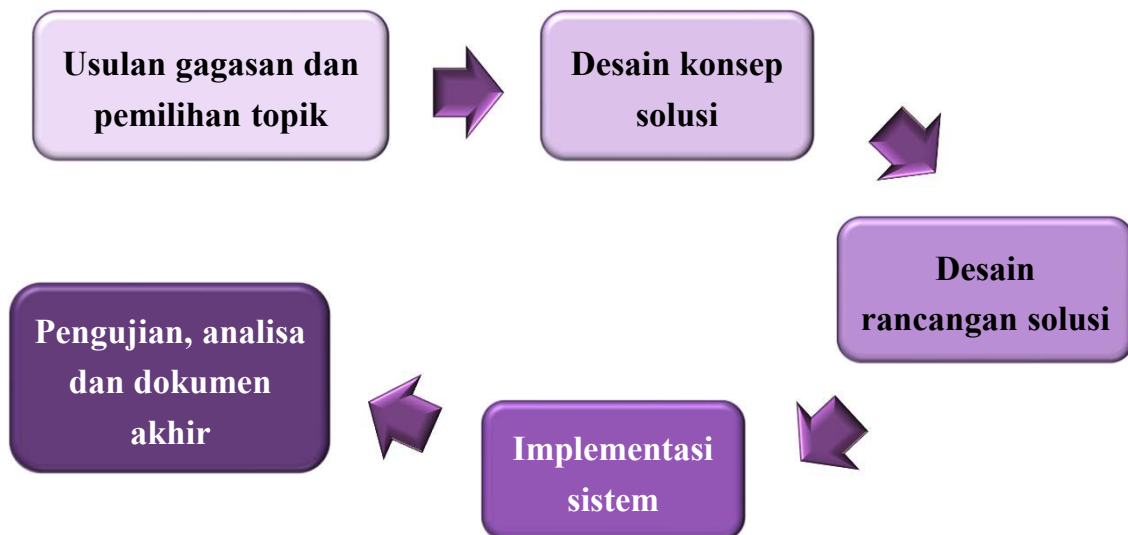 Usulan gagasan dan
pemilihan topik
Desain konsep
solusi
Desain
rancangan solusi
Implementasi
sistem
Pengujian, analisa
dan dokumen
akhir